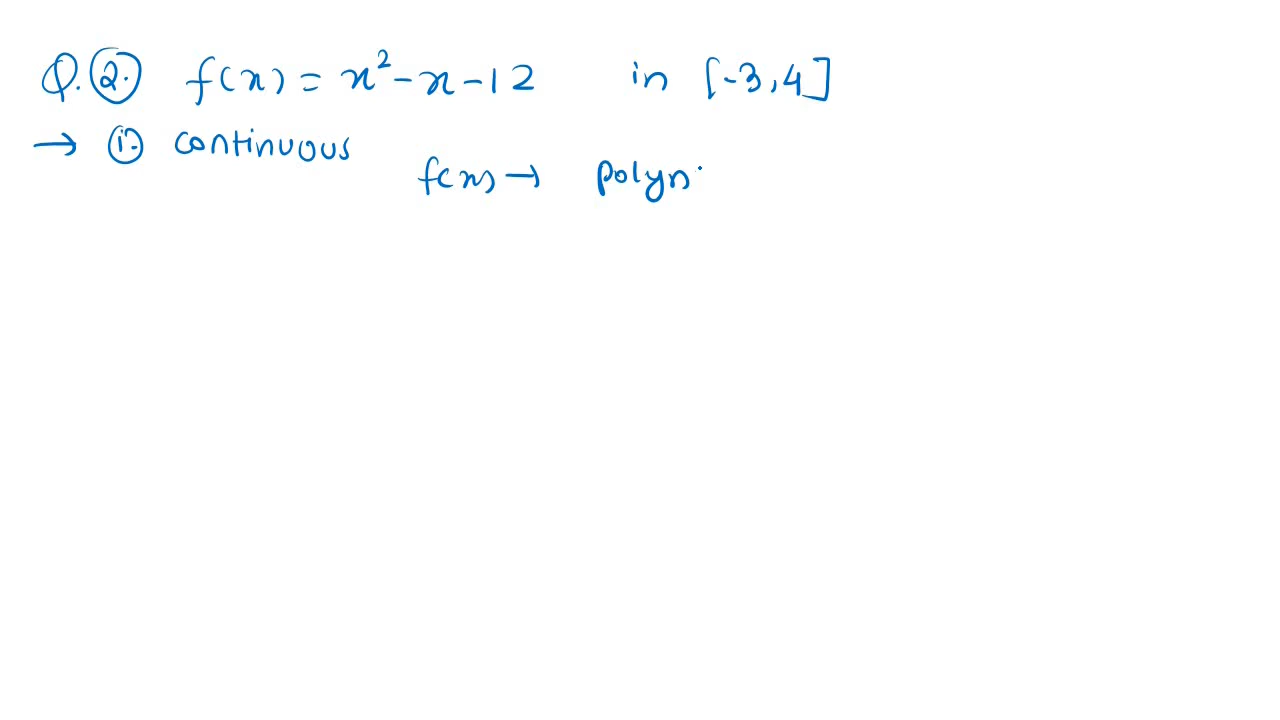 Q. 2. f(x) = x² - x - 12 in [-3, 4]
→ i. continuous
f(x) → polyn